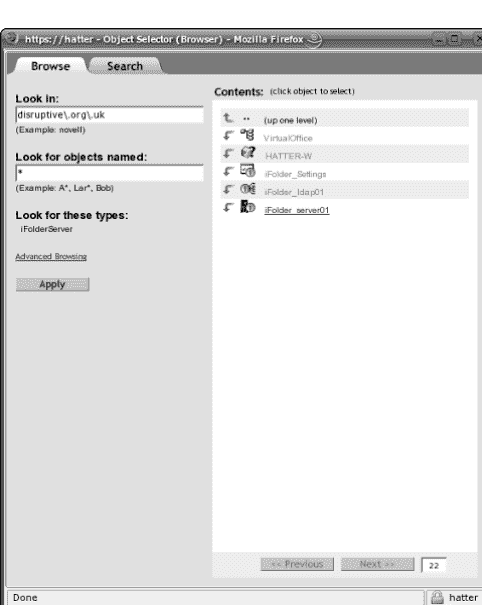 https://hatter - Object Selector (Browser) - Mozilla Firefox
Browse Search
Look in:
disruptive\.org\.uk
(Example: novell)
Look for objects named:
*
(Example: A*, Lar*, Bob)
Look for these types:
iFolderServer
Advanced Browsing
Apply
Contents: (click object to select)
.. (up one level)
VirtualOffice
HATTER-W
iFolder_Settings
iFolder_ldap01
iFolder_server01
<< Previous Next >> 22
Done hatter